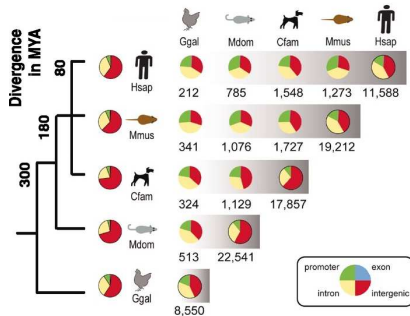 Divergence
in MYA
80
180
300
Ggal Mdom Cfam Mmus Hsap
Hsap
212 785 1,548 1,273 11,588
Mmus
341 1,076 1,727 19,212
Cfam
324 1,129 17,857
Mdom
513 22,541
Ggal
8,550
promoter exon
intron intergenic